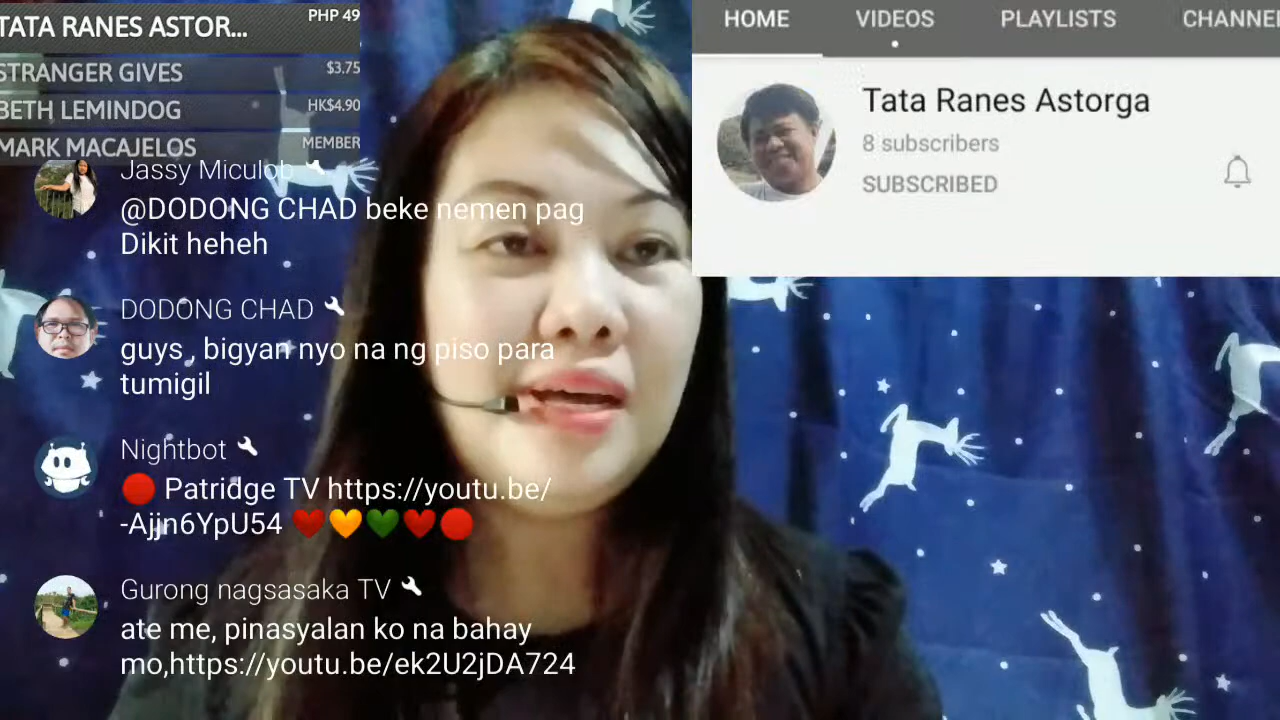 TATA RANES ASTOR...
PHP 49
STRANGER GIVES
$3.75
BETH LEMINDOG
HK$4.90
MARK MACAJELOS
MEMBER
Jassy Miculob
@DODONG CHAD beke nemen pag
Dikit heheh
DODONG CHAD
guys , bigyan nyo na ng piso para
tumigil
Nightbot
🔴 Patridge TV https://youtu.be/
-Ajjn6YpU54 ❤️🧡💚❤️🔴
Gurong nagsasaka TV
ate me, pinasyalan ko na bahay
mo,https://youtu.be/ek2U2jDA724
HOME VIDEOS PLAYLISTS CHANNE
Tata Ranes Astorga
8 subscribers
SUBSCRIBED